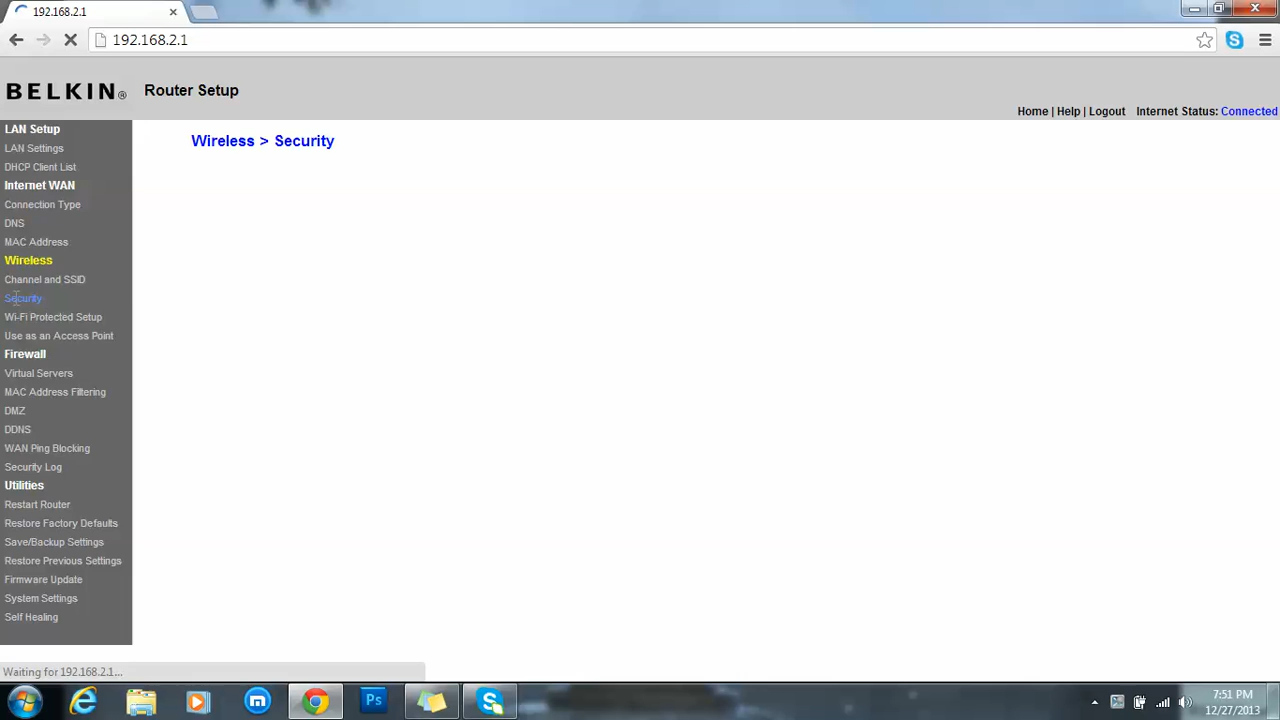 192.168.2.1
192.168.2.1
BELKIN®
Router Setup
Home | Help | Logout Internet Status: Connected
LAN Setup
LAN Settings
DHCP Client List
Internet WAN
Connection Type
DNS
MAC Address
Wireless
Channel and SSID
Security
Wi-Fi Protected Setup
Use as an Access Point
Firewall
Virtual Servers
MAC Address Filtering
DMZ
DDNS
WAN Ping Blocking
Security Log
Utilities
Restart Router
Restore Factory Defaults
Save/Backup Settings
Restore Previous Settings
Firmware Update
System Settings
Self Healing
Wireless > Security
Waiting for 192.168.2.1...
Ps
7:51 PM
12/27/2013